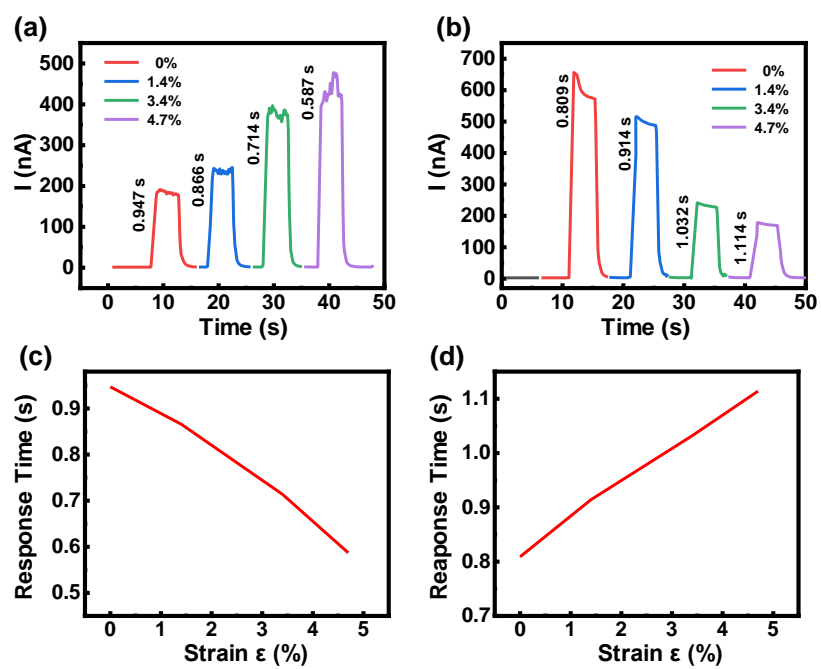 (a)
500
400
300
200
100
0
I (nA)
0%
1.4%
3.4%
4.7%
0.947 s
0.866 s
0.714 s
0.587 s
0 10 20 30 40 50
Time (s)
(b)
700
600
500
400
300
200
100
0
I (nA)
0%
1.4%
3.4%
4.7%
0.809 s
0.914 s
1.032 s
1.114 s
0 10 20 30 40 50
Time (s)
(c)
0.9
0.8
0.7
0.6
0.5
Response Time (s)
0 1 2 3 4 5
Strain ε (%)
(d)
1.1
1.0
0.9
0.8
0.7
Reaponse Time (s)
0 1 2 3 4 5
Strain ε (%)